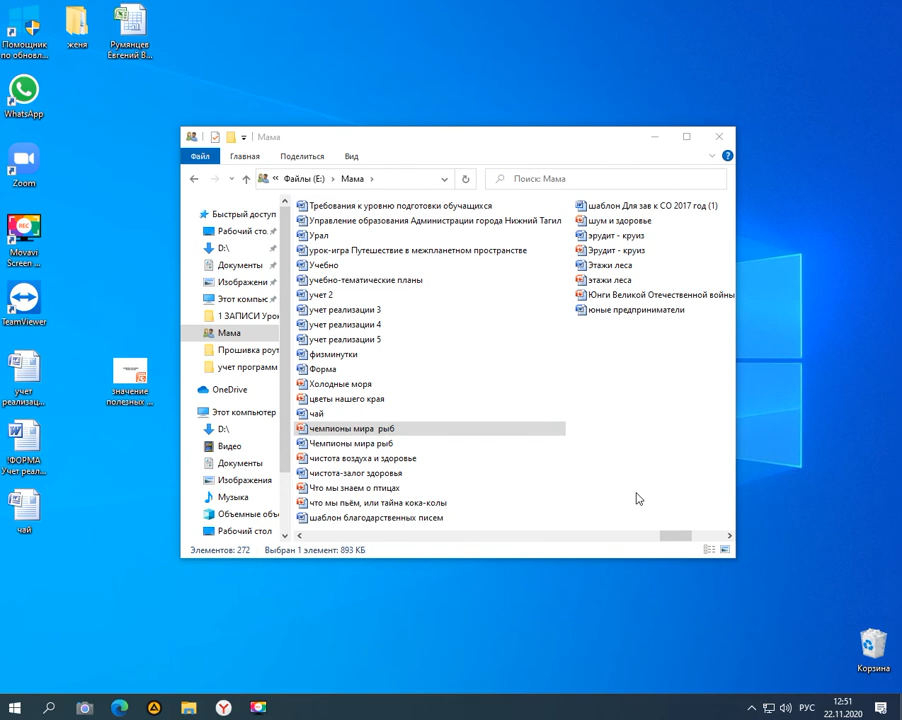 Помощник
по обновл...
женя
Румянцев
Евгений В...
WhatsApp
Zoom
Movavi
Screen ...
TeamViewer
учет
реализац...
значение
полезных ...
!ФОРМА
Учет реал...
чай
Корзина
Мама
Файл
Главная
Поделиться
Вид
« Файлы (E:) › Мама ›
Поиск: Мама
Быстрый доступ
Рабочий сто
D:\
Документы
Изображени
Этот компьк
1 ЗАПИСИ Урок
Мама
Прошивка роут
учет программ
OneDrive
Этот компьютер
D:\
Видео
Документы
Изображения
Музыка
Объемные объ
Рабочий стол
Требования к уровню подготовки обучающихся
Управление образования Администрации города Нижний Тагил
Урал
урок-игра Путешествие в межпланетном пространстве
Учебно
учебно-тематические планы
учет 2
учет реализации 3
учет реализации 4
учет реализации 5
физминутки
Форма
Холодные моря
цветы нашего края
чай
чемпионы мира  рыб
Чемпионы мира рыб
чистота воздуха и здоровье
чистота-залог здоровья
Что мы знаем о птицах
что мы пьём, или тайна кока-колы
шаблон благодарственных писем
шаблон Для зав к СО 2017 год (1)
шум и здоровье
эрудит - круиз
Эрудит - круиз
Этажи леса
этажи леса
Юнги Великой Отечественной войны
юные предприниматели
Элементов: 272
Выбран 1 элемент: 893 КБ
РУС
12:51
22.11.2020